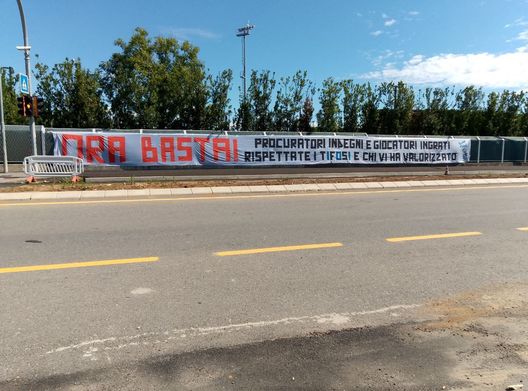 ORA BASTA!
PROCURATORI INDEGNI E GIOCATORI INGRATI
RISPETTATE I TIFOSI E CHI VI HA VALORIZZATO